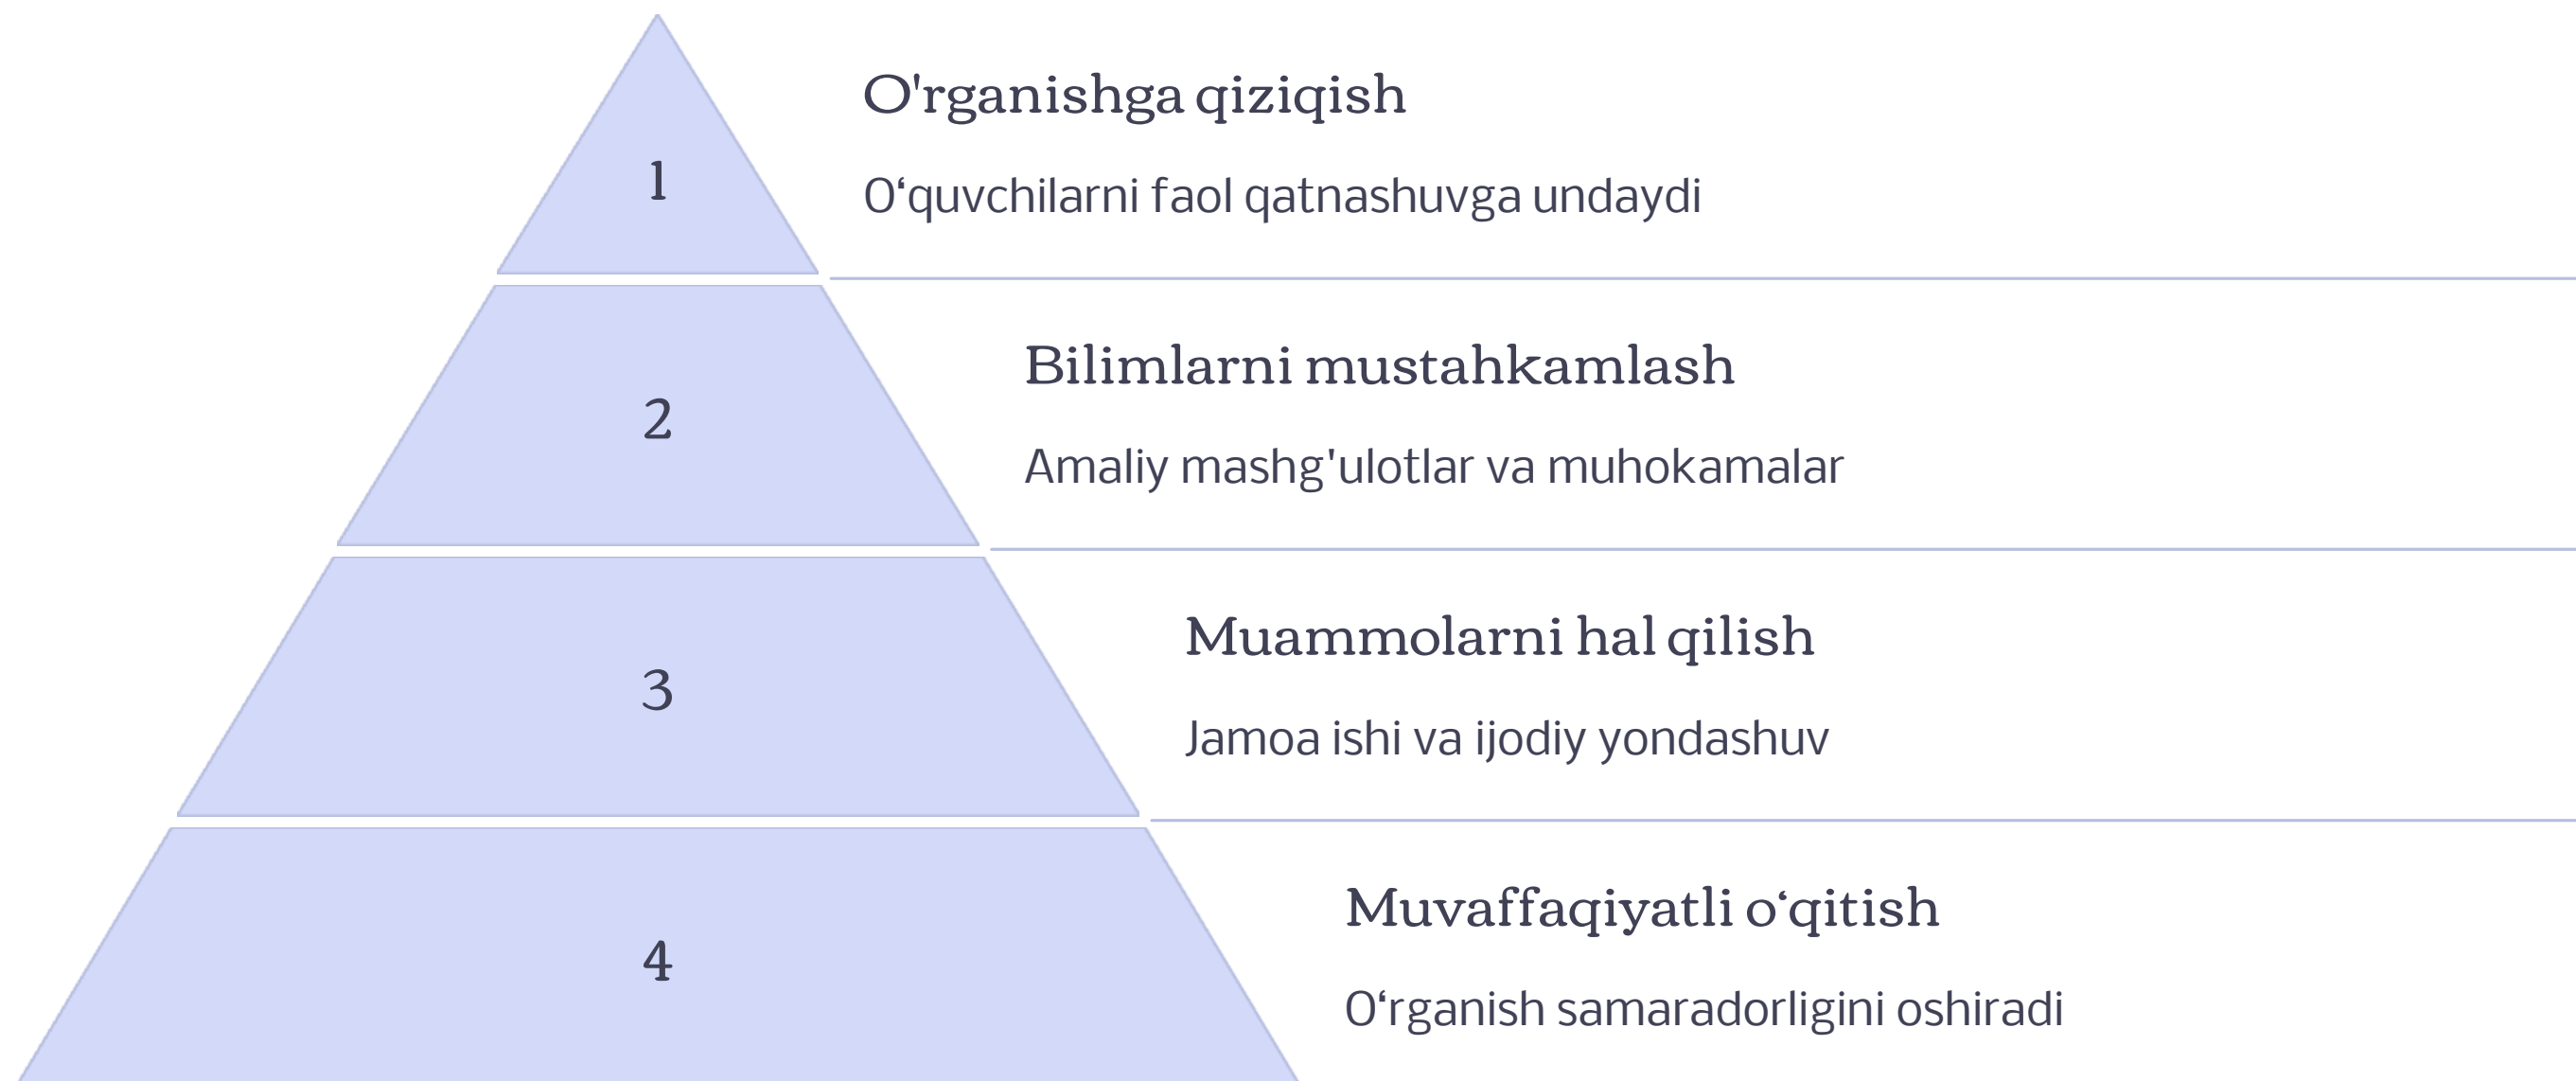 1
O'rganishga qiziqish
O‘quvchilarni faol qatnashuvga undaydi
2
Bilimlarni mustahkamlash
Amaliy mashg'ulotlar va muhokamalar
3
Muammolarni hal qilish
Jamoa ishi va ijodiy yondashuv
4
Muvaffaqiyatli o‘qitish
O‘rganish samaradorligini oshiradi